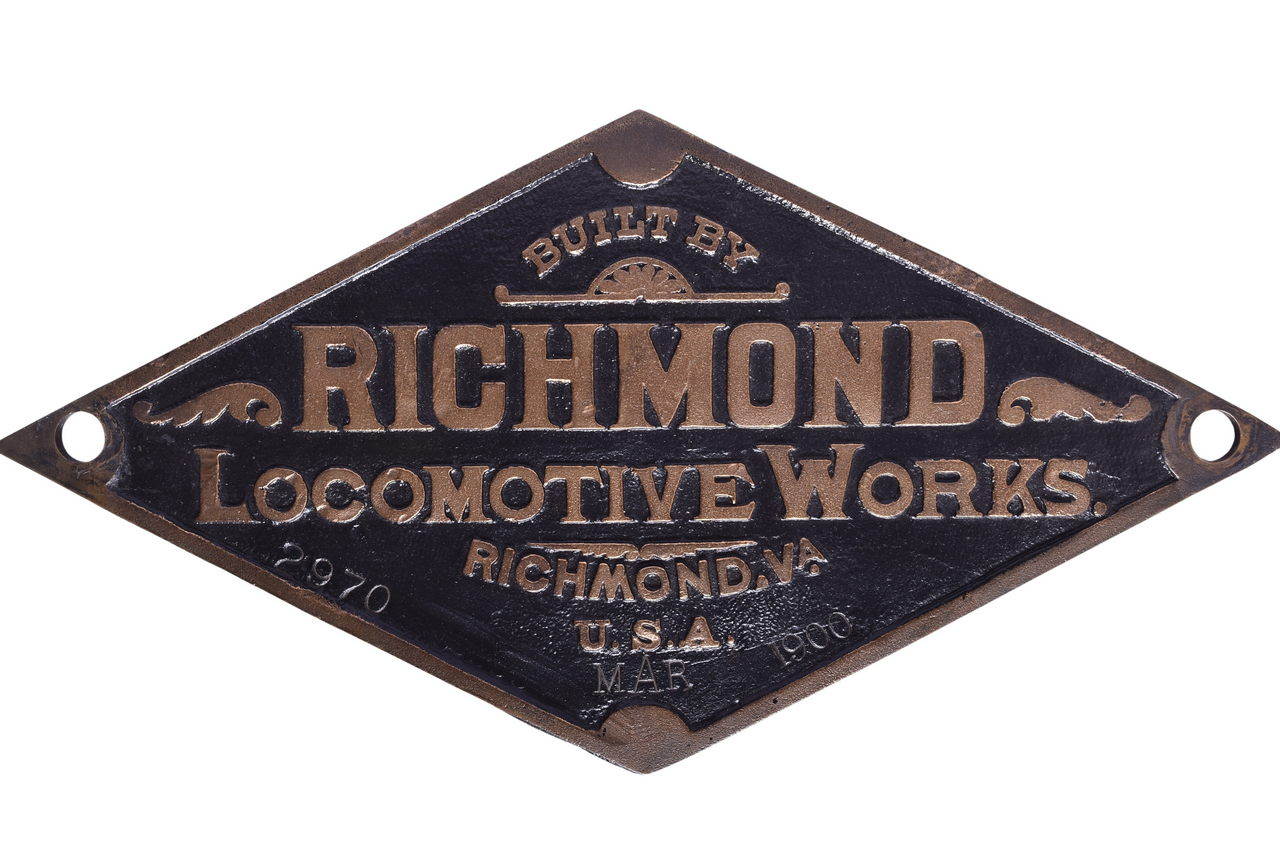 BUILT BY
RICHMOND
LOCOMOTIVE WORKS.
RICHMOND, VA
U.S.A.
2970
MAR
1900